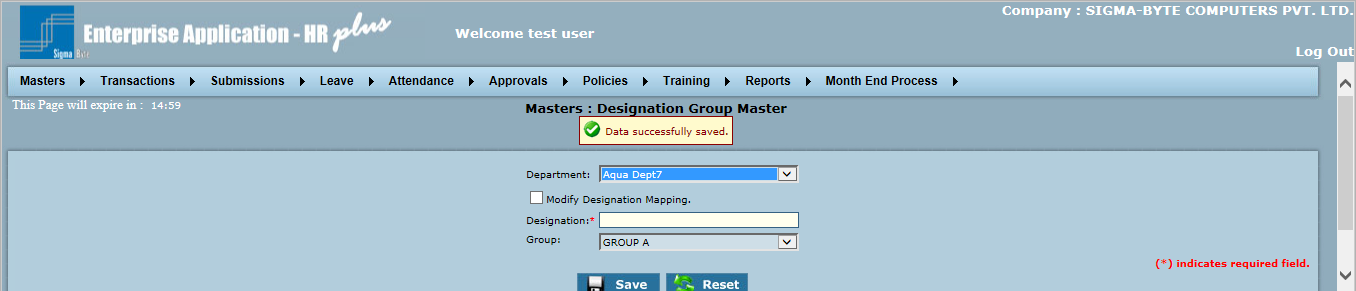 Company : SIGMA-BYTE COMPUTERS PVT. LTD.
Enterprise Application - HR plus
Welcome test user
Sigma Byte
Log Out
Masters Transactions Submissions Leave Attendance Approvals Policies Training Reports Month End Process
This Page will expire in : 14:59
Masters : Designation Group Master
Data successfully saved.
Department: Aqua Dept7
Modify Designation Mapping.
Designation:*
Group: GROUP A
(*) indicates required field.
Save Reset